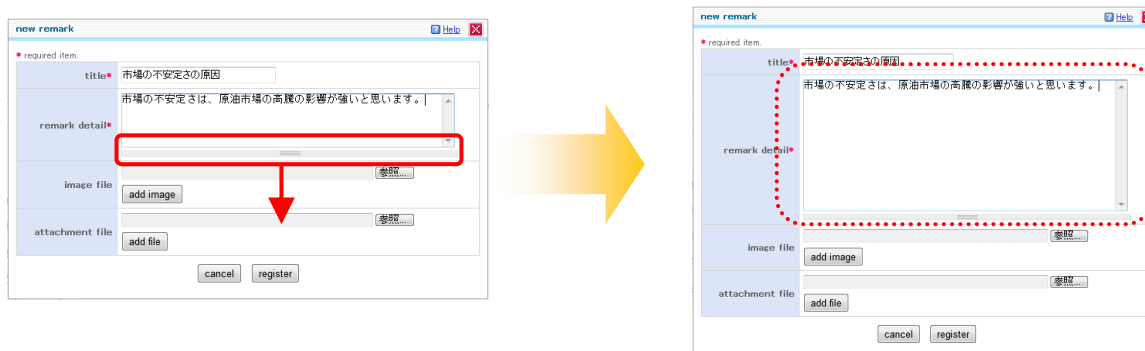 new remark
Help
* required item.
title*
市場の不安定さの原因
remark detail*
市場の不安定さは、原油市場の高騰の影響が強いと思います。
image file
参照...
add image
attachment file
参照...
add file
cancel
register
new remark
Help
* required item.
title*
市場の不安定さの原因
remark detail*
市場の不安定さは、原油市場の高騰の影響が強いと思います。
image file
参照...
add image
attachment file
参照...
add file
cancel
register